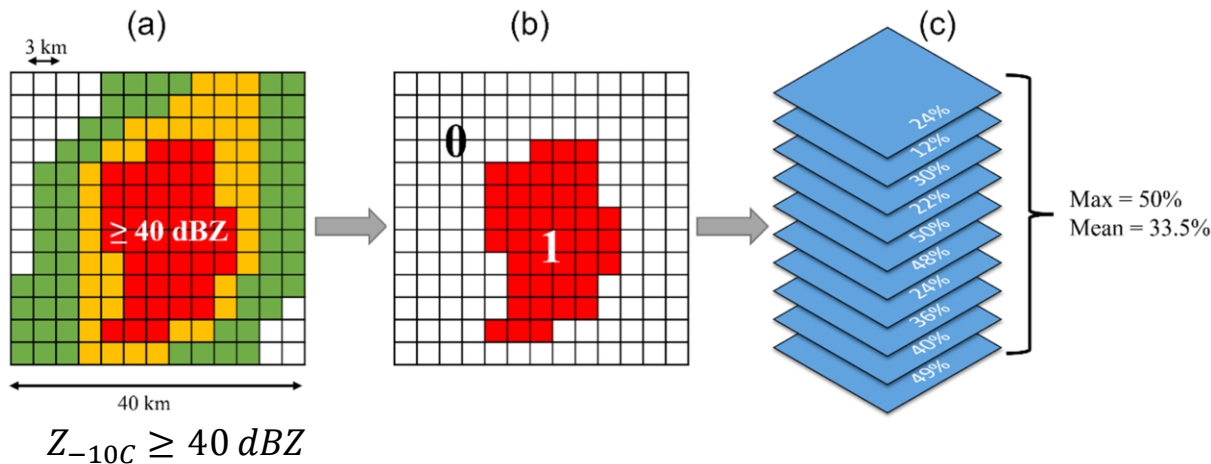 (a)
(b)
(c)
3 km
≥ 40 dBZ
0
1
24%
12%
30%
22%
50%
48%
24%
36%
40%
49%
Max = 50%
Mean = 33.5%
40 km
Z₋₁₀C ≥ 40 dBZ